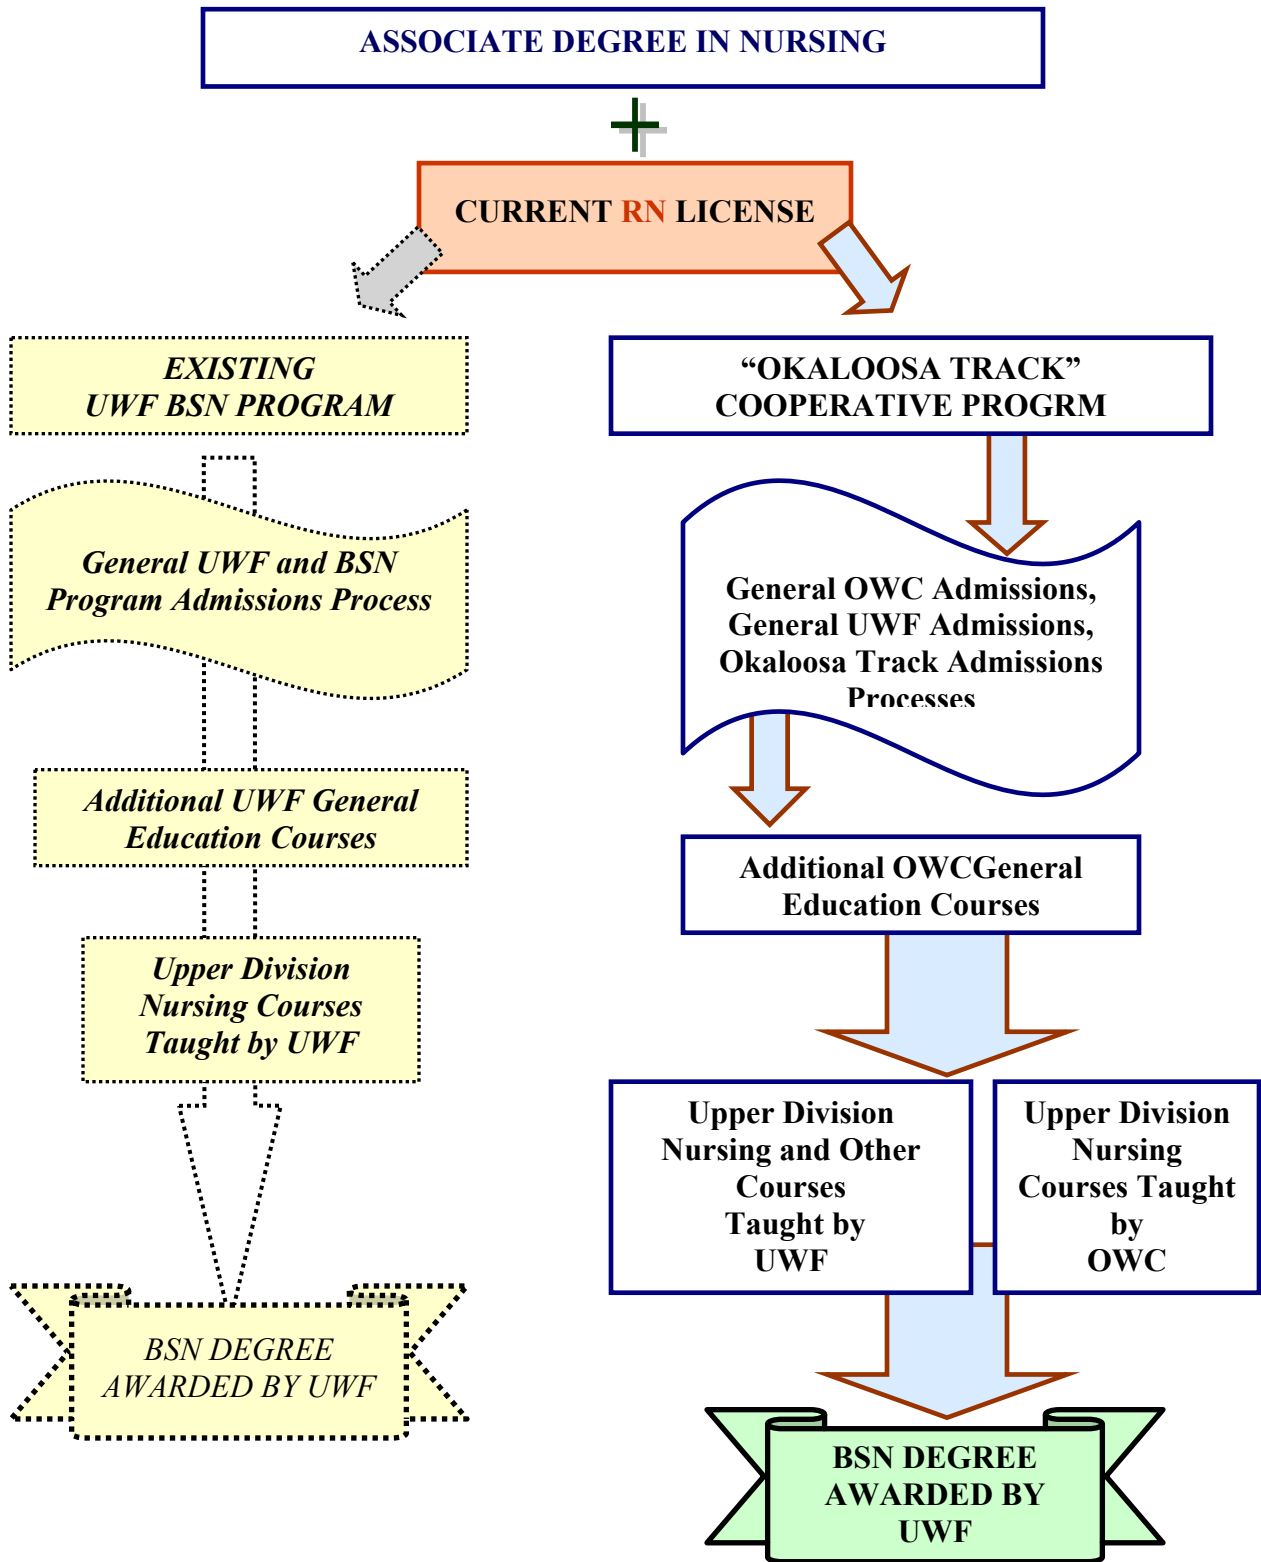 ASSOCIATE DEGREE IN NURSING
CURRENT RN LICENSE
EXISTING
UWF BSN PROGRAM
General UWF and BSN
Program Admissions Process
Additional UWF General
Education Courses
Upper Division
Nursing Courses
Taught by UWF
BSN DEGREE
AWARDED BY UWF
“OKALOOSA TRACK”
COOPERATIVE PROGRM
General OWC Admissions,
General UWF Admissions,
Okaloosa Track Admissions
Processes
Additional OWCGeneral
Education Courses
Upper Division
Nursing and Other
Courses
Taught by
UWF
Upper Division
Nursing
Courses Taught
by
OWC
BSN DEGREE
AWARDED BY
UWF